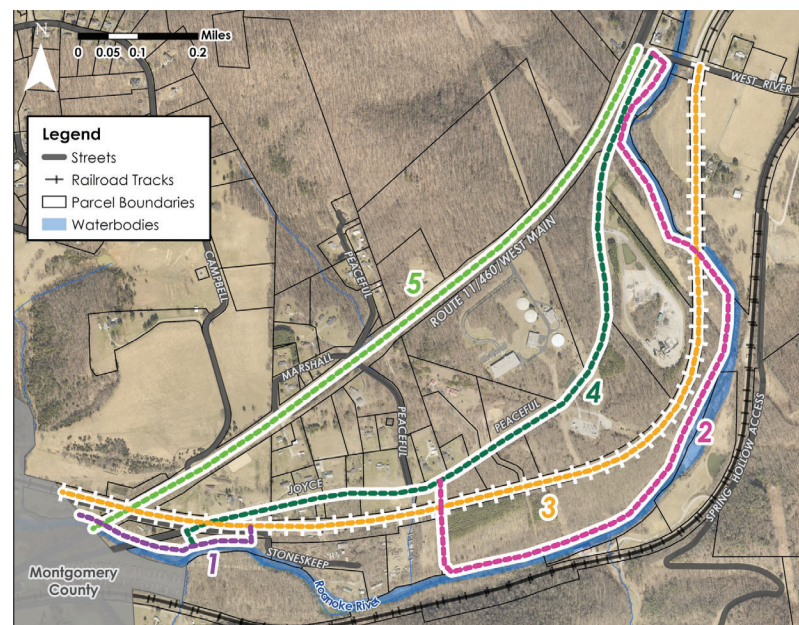 N
Miles
0 0.05 0.1 0.2
Legend
Streets
Railroad Tracks
Parcel Boundaries
Waterbodies
WEST RIVER
CAMPBELL
PEACEFUL
5
ROUTE 11/460/WEST MAIN
MARSHALL
PEACEFUL
PEACEFUL
4
2
SPRING HOLLOW ACCESS
JOYCE
3
1
STONESKEEP
Roanoke River
Montgomery
County